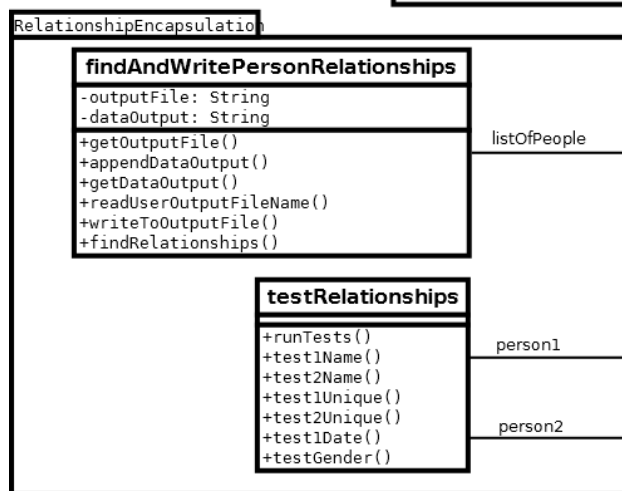 RelationshipEncapsulation
findAndWritePersonRelationships
-outputFile: String
-dataOutput: String
+getOutputFile()
+appendDataOutput()
+getDataOutput()
+readUserOutputFileName()
+writeToOutputFile()
+findRelationships()
listOfPeople
testRelationships
+runTests()
+test1Name()
+test2Name()
+test1Unique()
+test2Unique()
+test1Date()
+testGender()
person1
person2